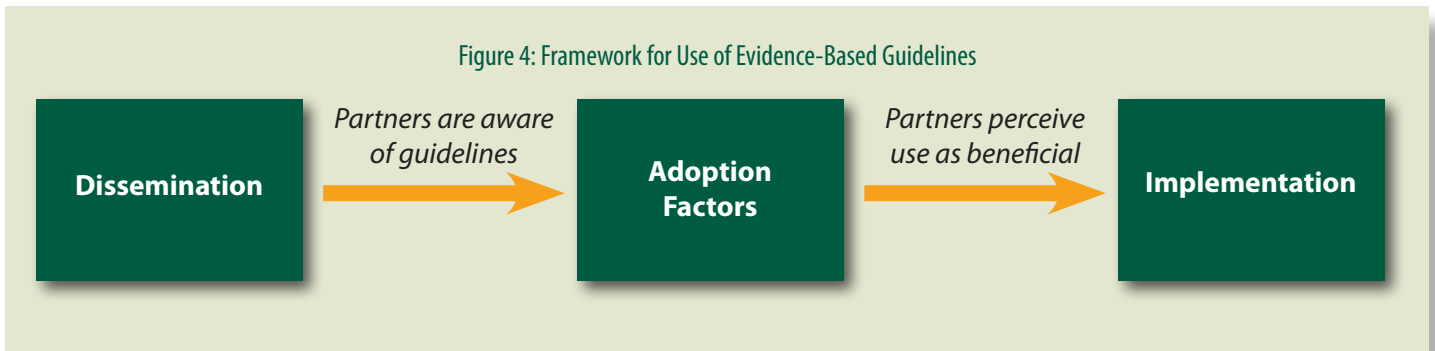 Figure 4: Framework for Use of Evidence-Based Guidelines
Dissemination
Partners are aware
of guidelines
Adoption
Factors
Partners perceive
use as beneficial
Implementation